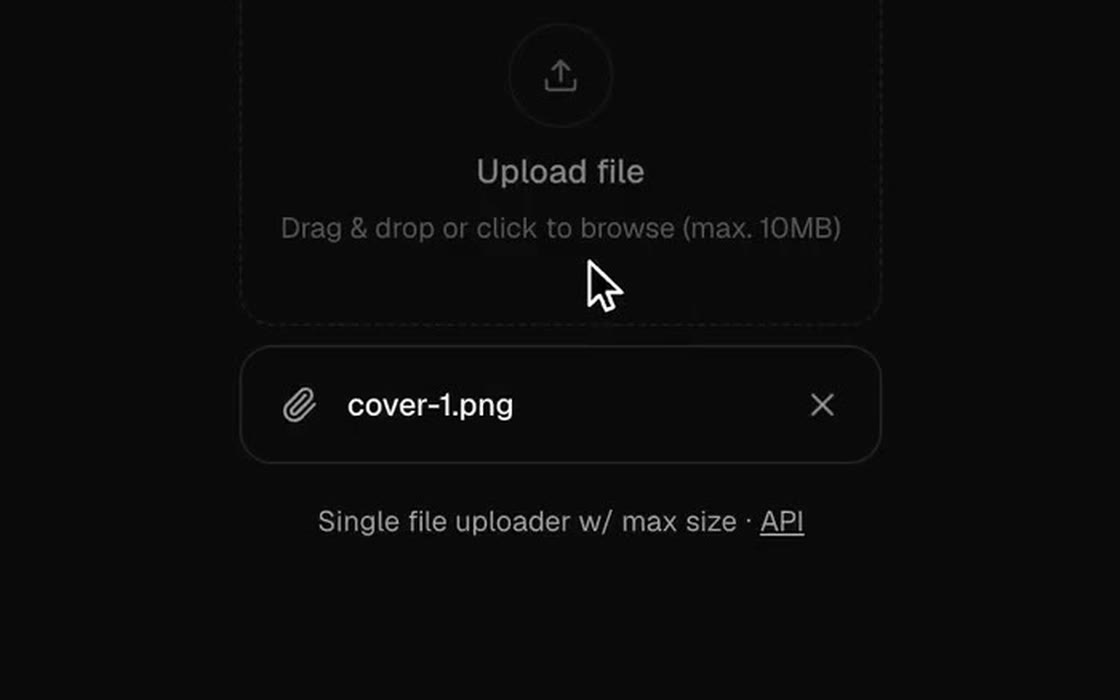 Upload file
Drag & drop or click to browse (max. 10MB)
cover-1.png
Single file uploader w/ max size · API